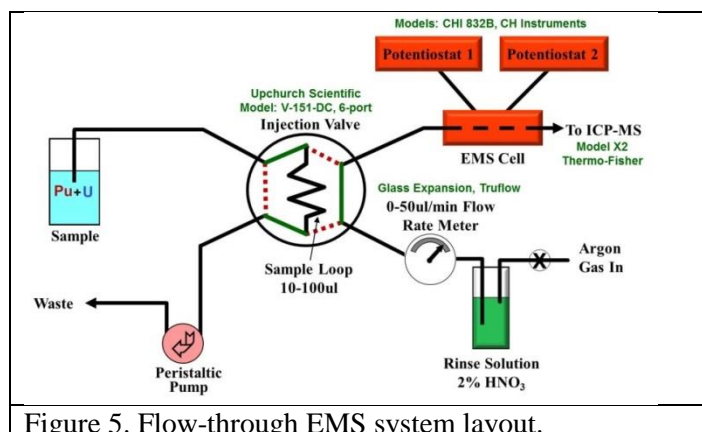 Models: CHI 832B, CH Instruments
Potentiostat 1
Potentiostat 2
Upchurch Scientific
Model: V-151-DC, 6-port
Injection Valve
To ICP-MS
Model X2
Thermo-Fisher
EMS Cell
Pu+U
Sample
Glass Expansion, Truflow
0-50ul/min Flow
Rate Meter
Argon
Gas In
X
Sample Loop
10-100ul
Waste
Peristaltic
Pump
Rinse Solution
2% HNO₃
Figure 5. Flow-through EMS system layout.